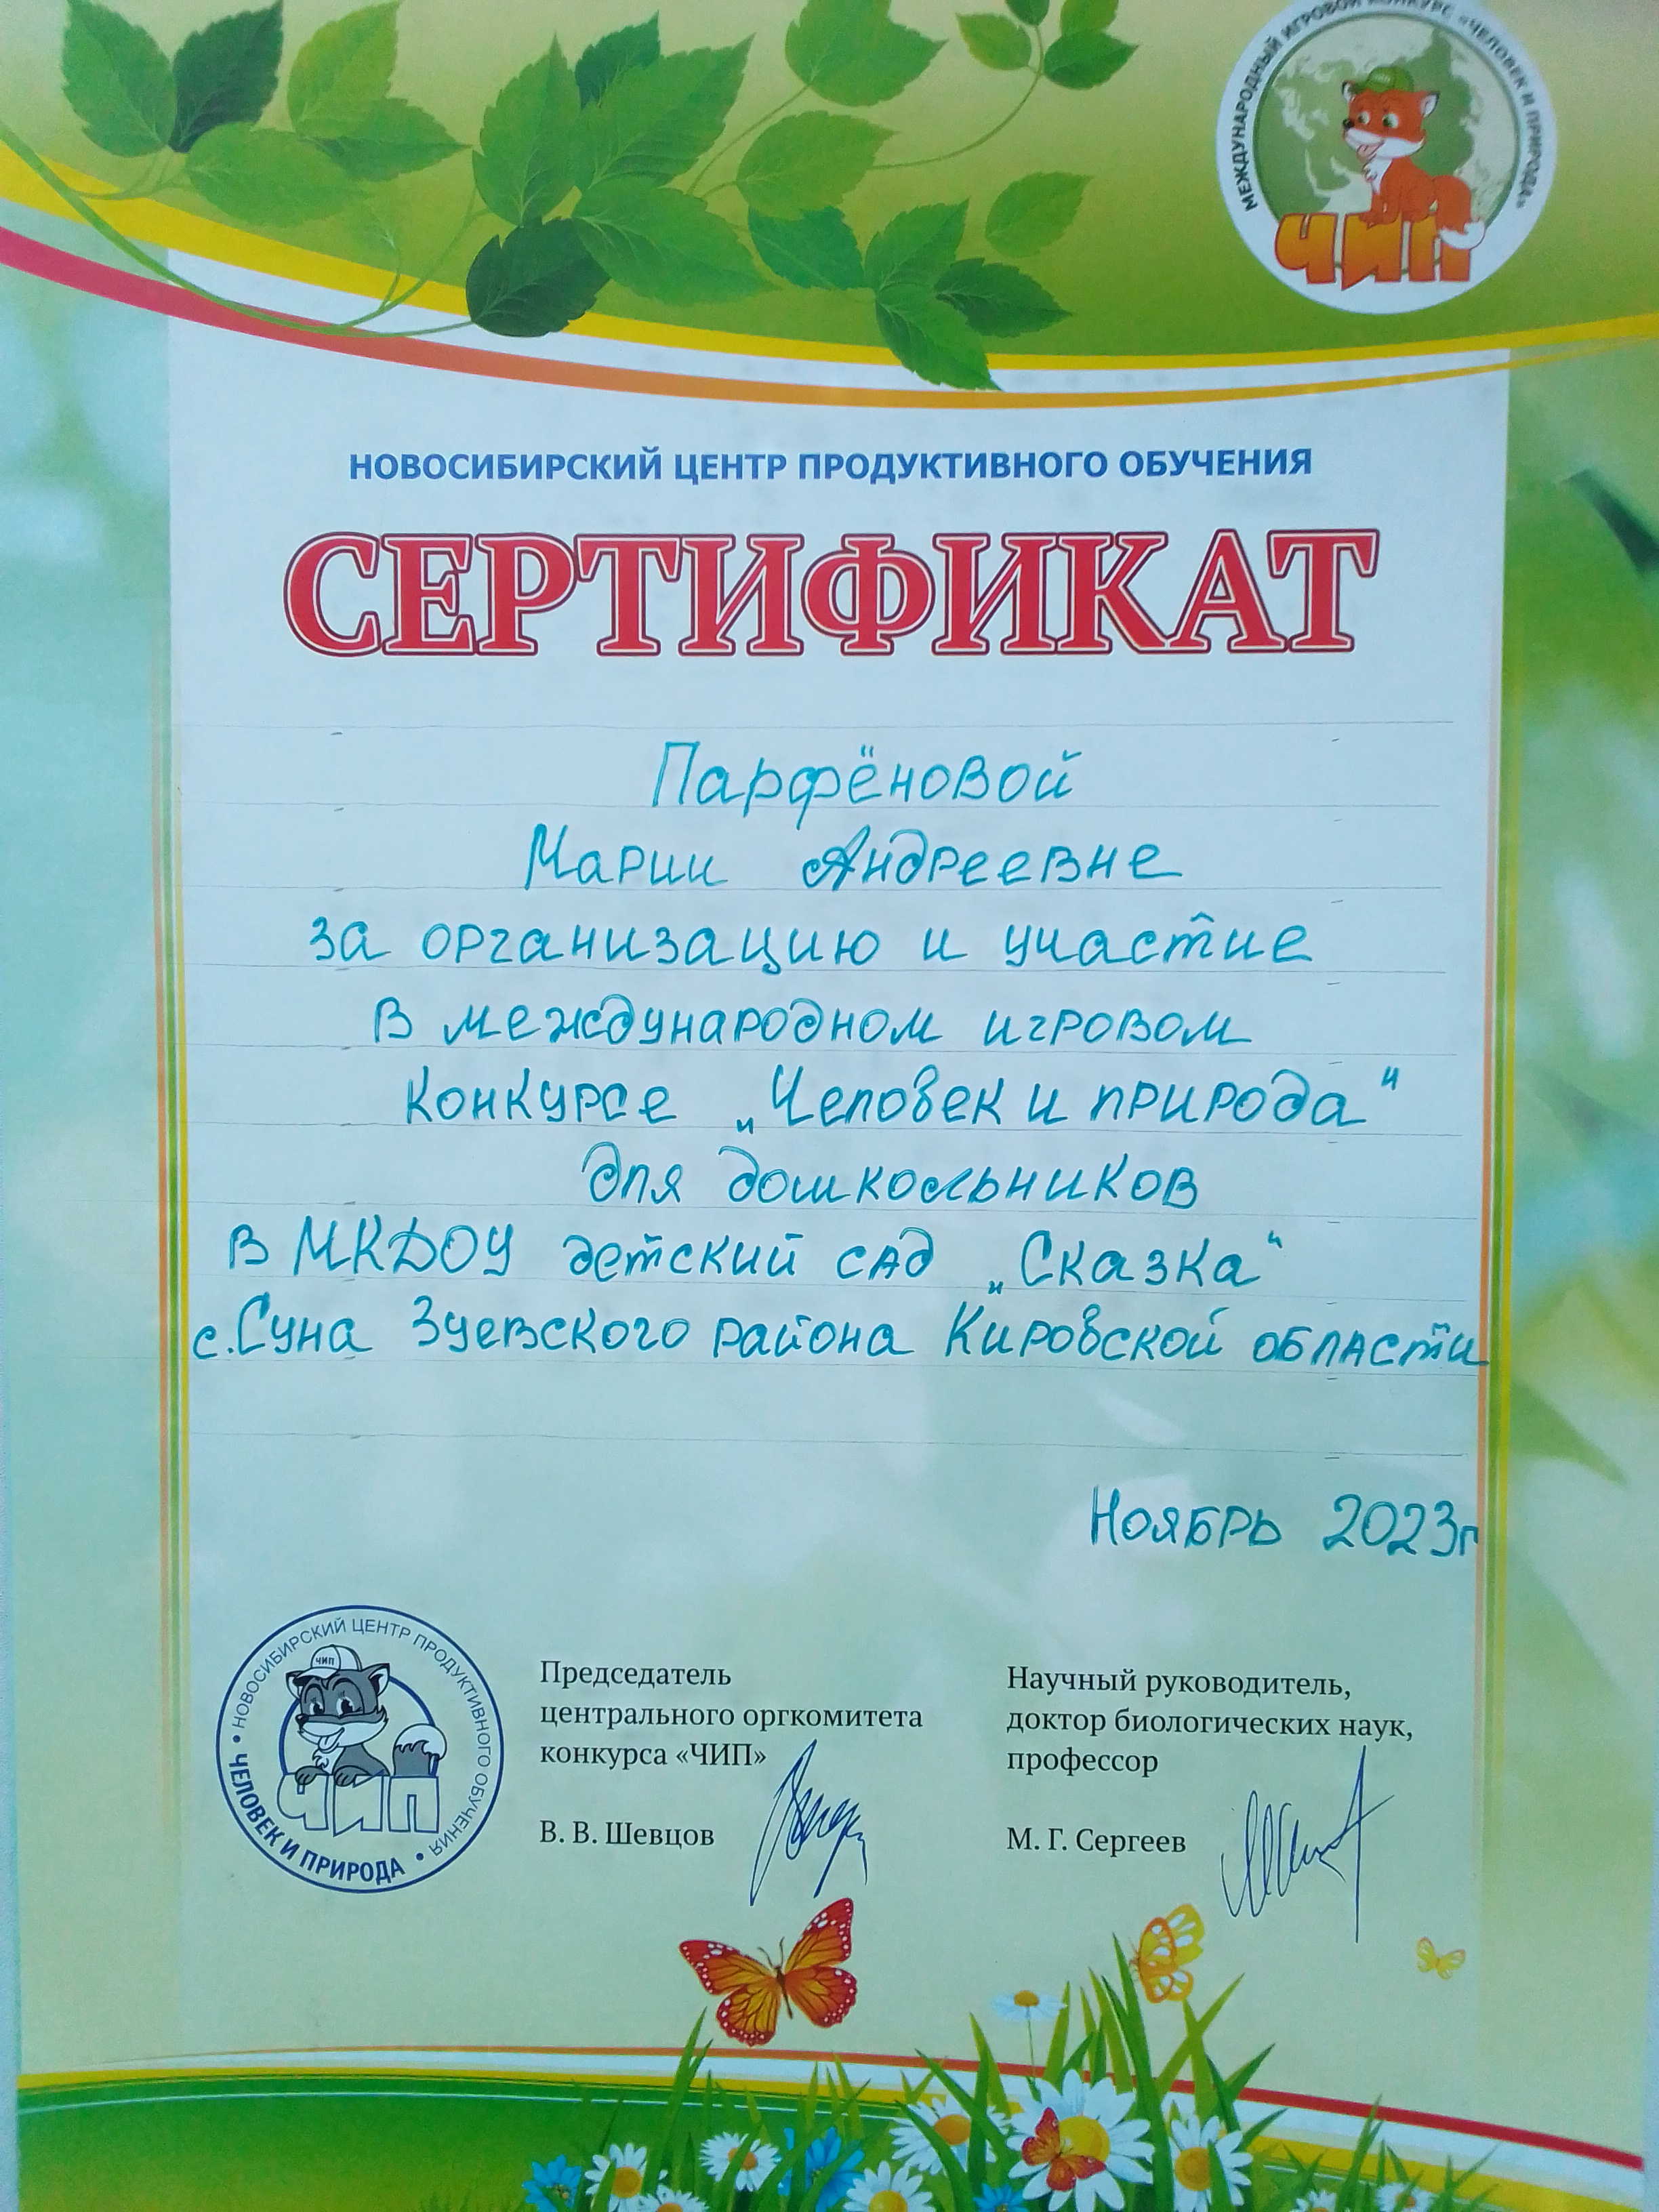 МЕЖДУНАРОДНЫЙ ИГРОВОЙ КОНКУРС «ЧЕЛОВЕК И ПРИРОДА»
ЧИП
НОВОСИБИРСКИЙ ЦЕНТР ПРОДУКТИВНОГО ОБУЧЕНИЯ
СЕРТИФИКАТ
Парфёновой
Марии Андреевне
за организацию и участие
в международном игровом
конкурсе „Человек и природа“
для дошкольников
в МКДОУ детский сад „Сказка“
с.Суна Зуевского района Кировской области
Ноябрь 2023г
• НОВОСИБИРСКИЙ ЦЕНТР ПРОДУКТИВНОГО ОБУЧЕНИЯ •
ЧИП
ЧИП
ЧЕЛОВЕК И ПРИРОДА
Председатель
центрального оргкомитета
конкурса «ЧИП»
В. В. Шевцов
Научный руководитель,
доктор биологических наук,
профессор
М. Г. Сергеев